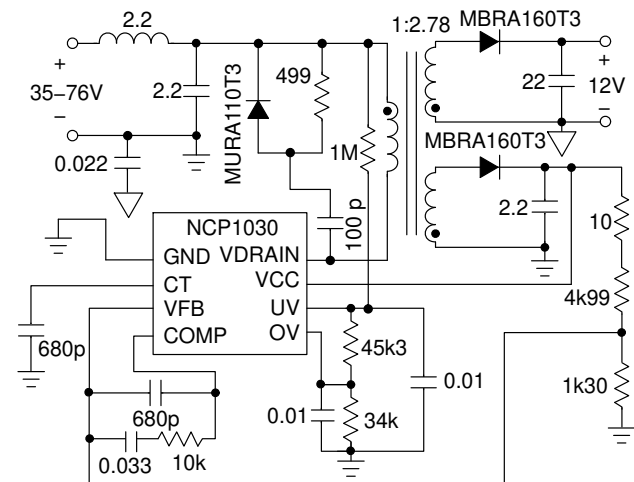 2.2
1:2.78
MBRA160T3
+
35–76V
−
2.2
MURA110T3
499
1M
22
+
12V
−
0.022
MBRA160T3
2.2
10
100 p
NCP1030
GND
VDRAIN
CT
VCC
VFB
UV
COMP
OV
4k99
680p
45k3
0.01
1k30
680p
0.01
34k
0.033
10k